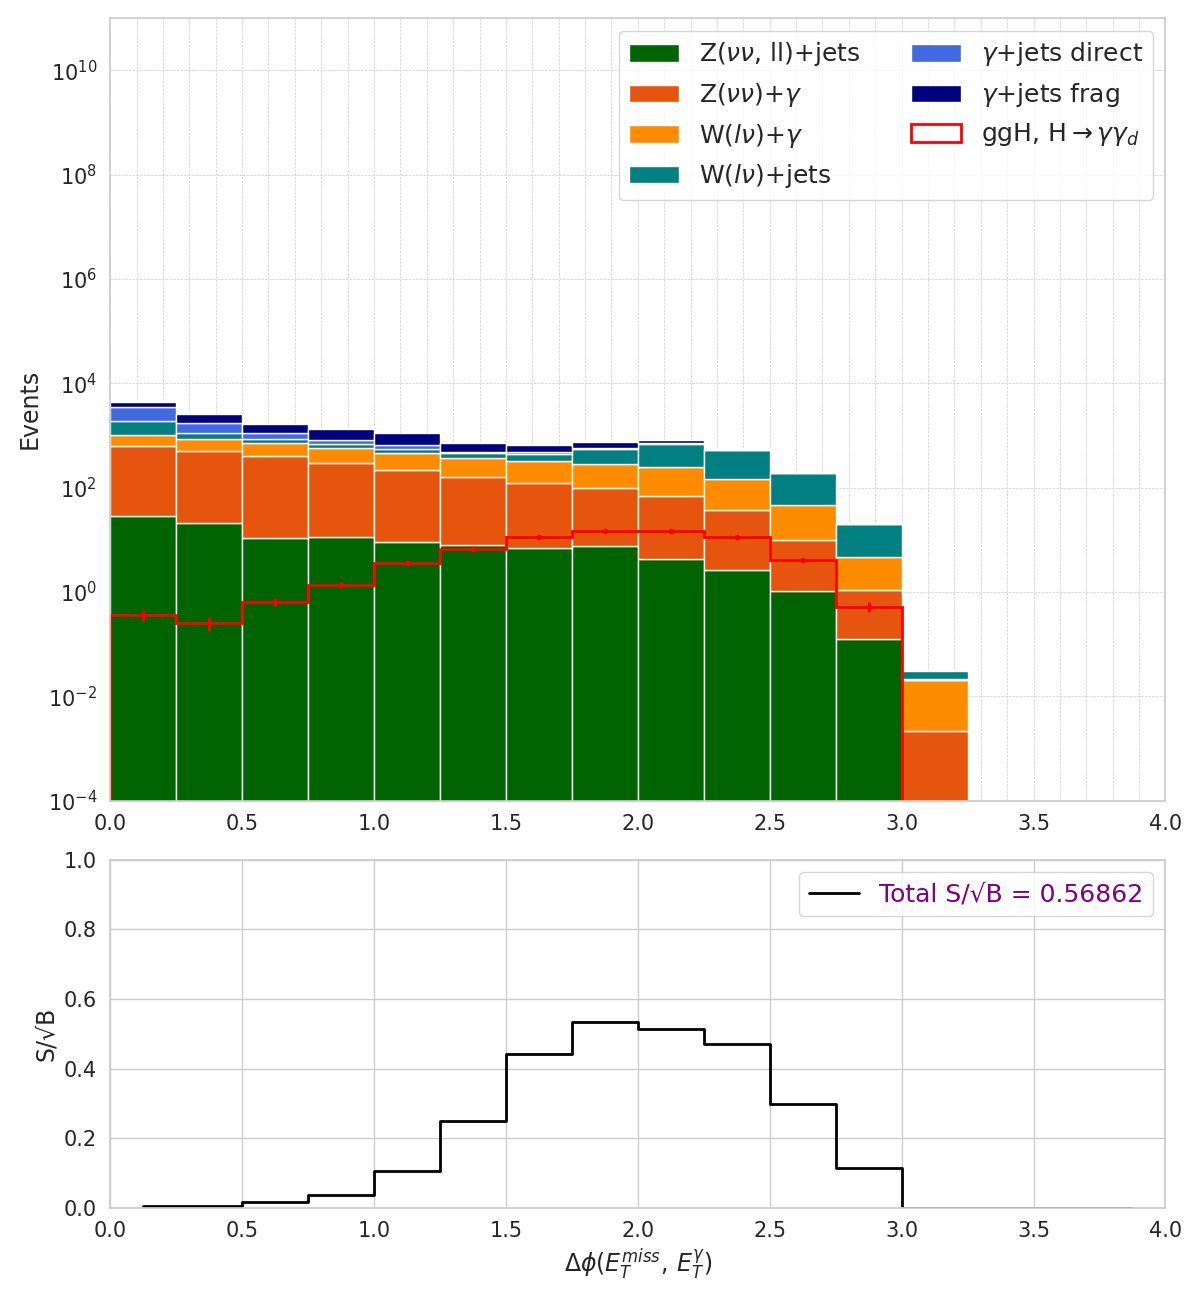 Z(νν, ll)+jets
Z(νν)+γ
W(lν)+γ
W(lν)+jets
γ+jets direct
γ+jets frag
ggH, H→γγ_d
Events
10^10
10^8
10^6
10^4
10^2
10^0
10^−2
10^−4
0.0 0.5 1.0 1.5 2.0 2.5 3.0 3.5 4.0
Total S/√B = 0.56862
S/√B
1.0
0.8
0.6
0.4
0.2
0.0
0.0 0.5 1.0 1.5 2.0 2.5 3.0 3.5 4.0
Δϕ(E_T^miss, E_T^γ)